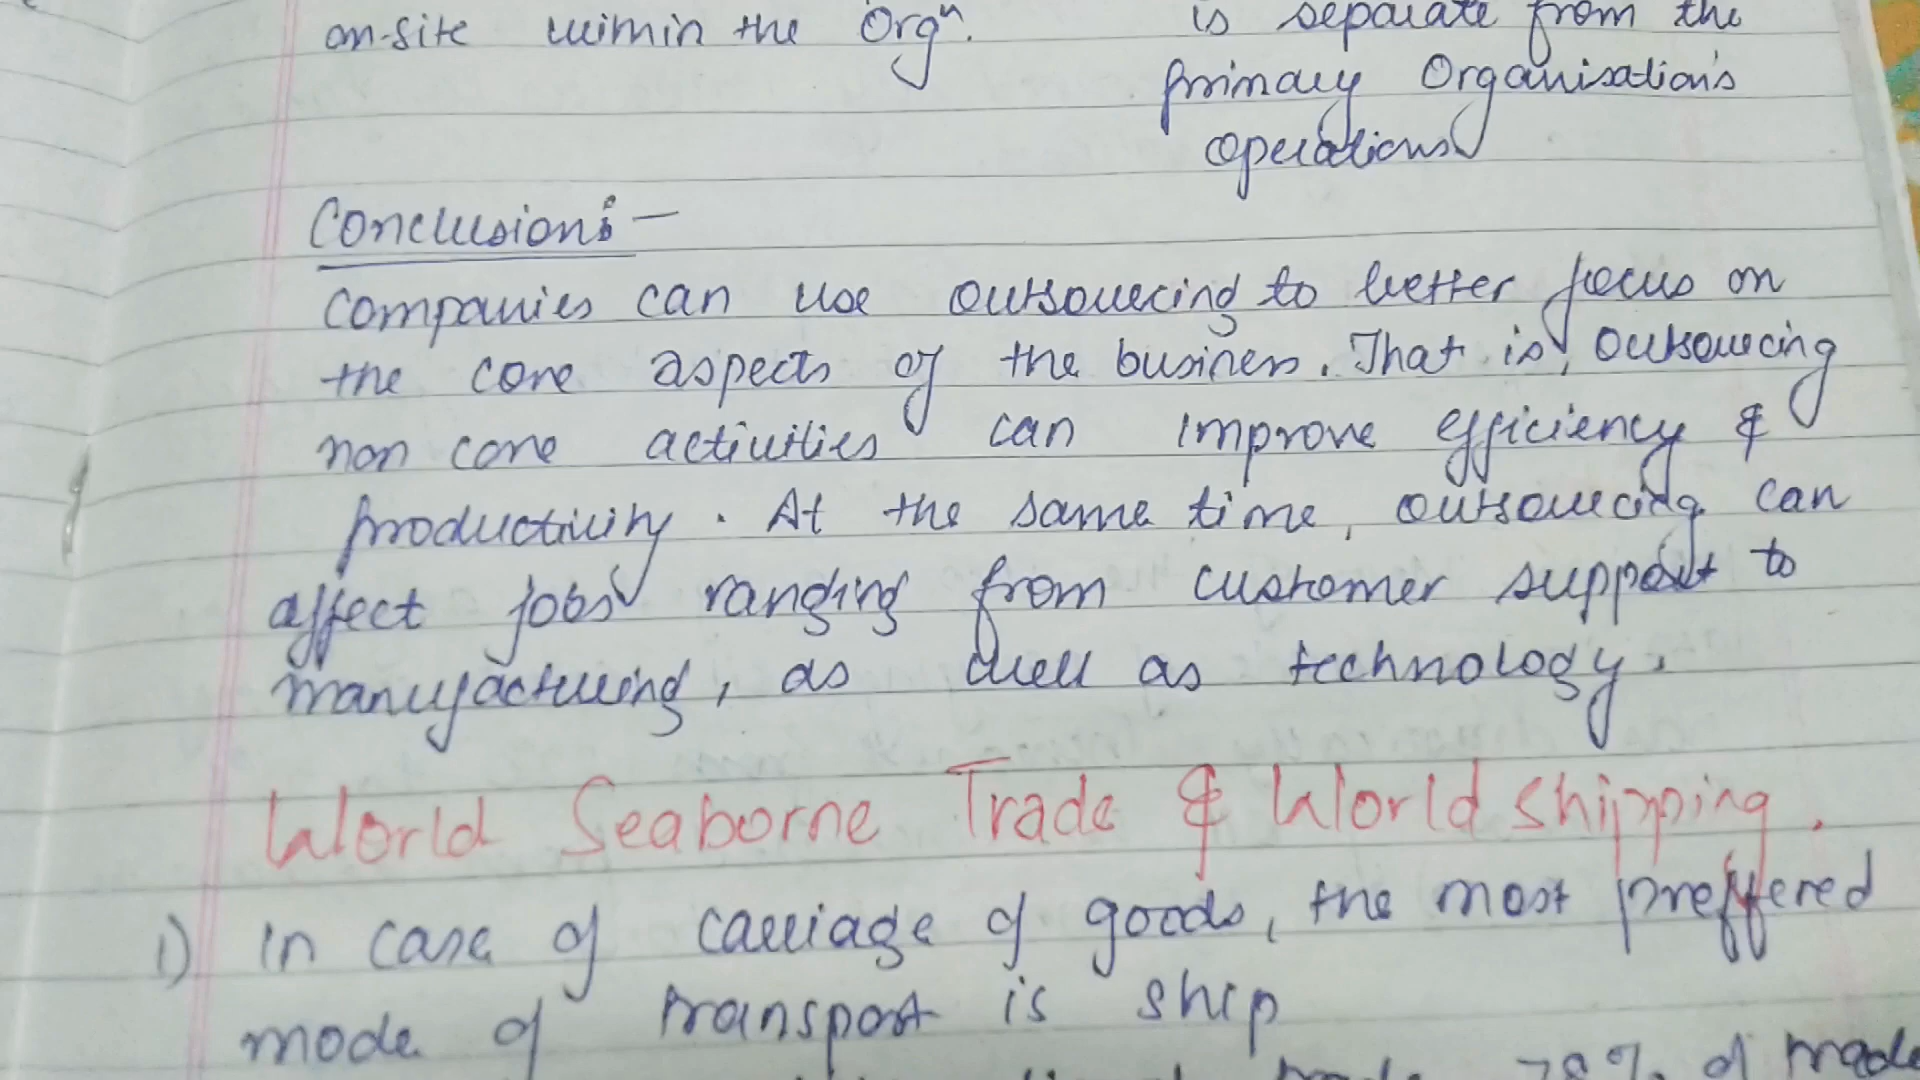 on-site within the Orgn.
is separate from the
primary Organisation's
operations
Conclusion:-
Companies can use outsourcing to better focus on
the core aspects of the business. That is, outsourcing
non core activities can improve efficiency &
productivity. At the same time, outsourcing can
affect jobs ranging from customer support to
manufacturing, as well as technology.
World Seaborne Trade & World shipping.
1) In case of carriage of goods, the most preffered
mode of transport is ship